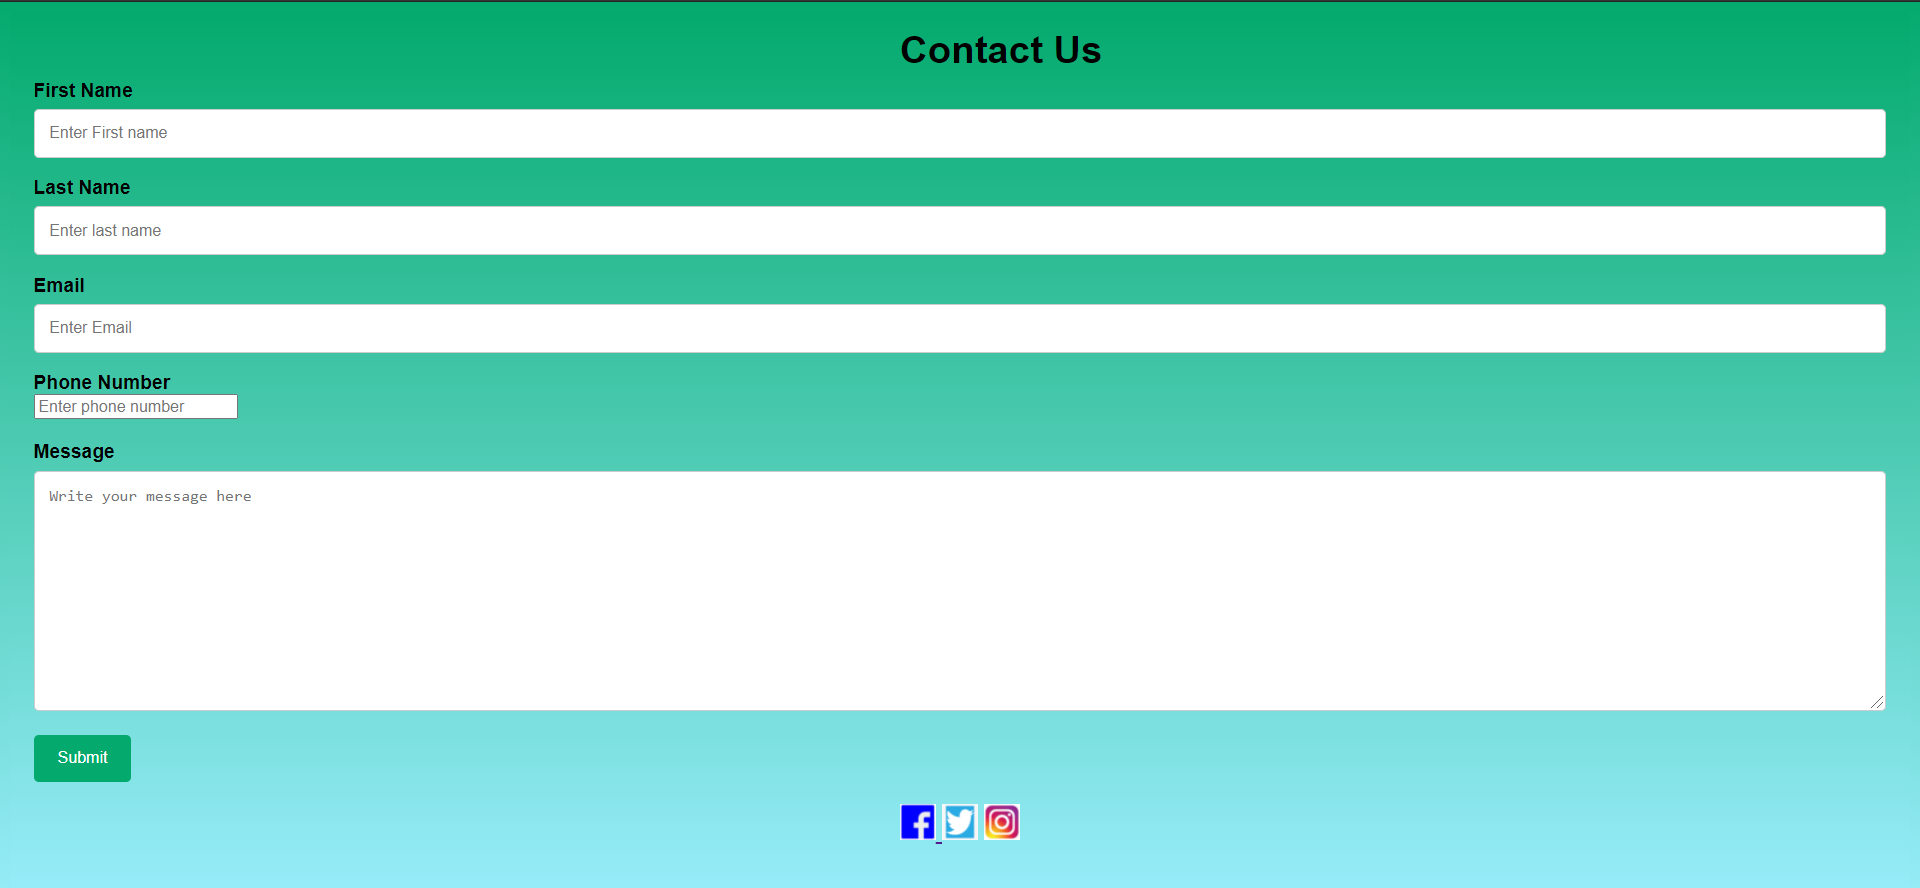 Contact Us
First Name
Enter First name
Last Name
Enter last name
Email
Enter Email
Phone Number
Enter phone number
Message
Write your message here
Submit